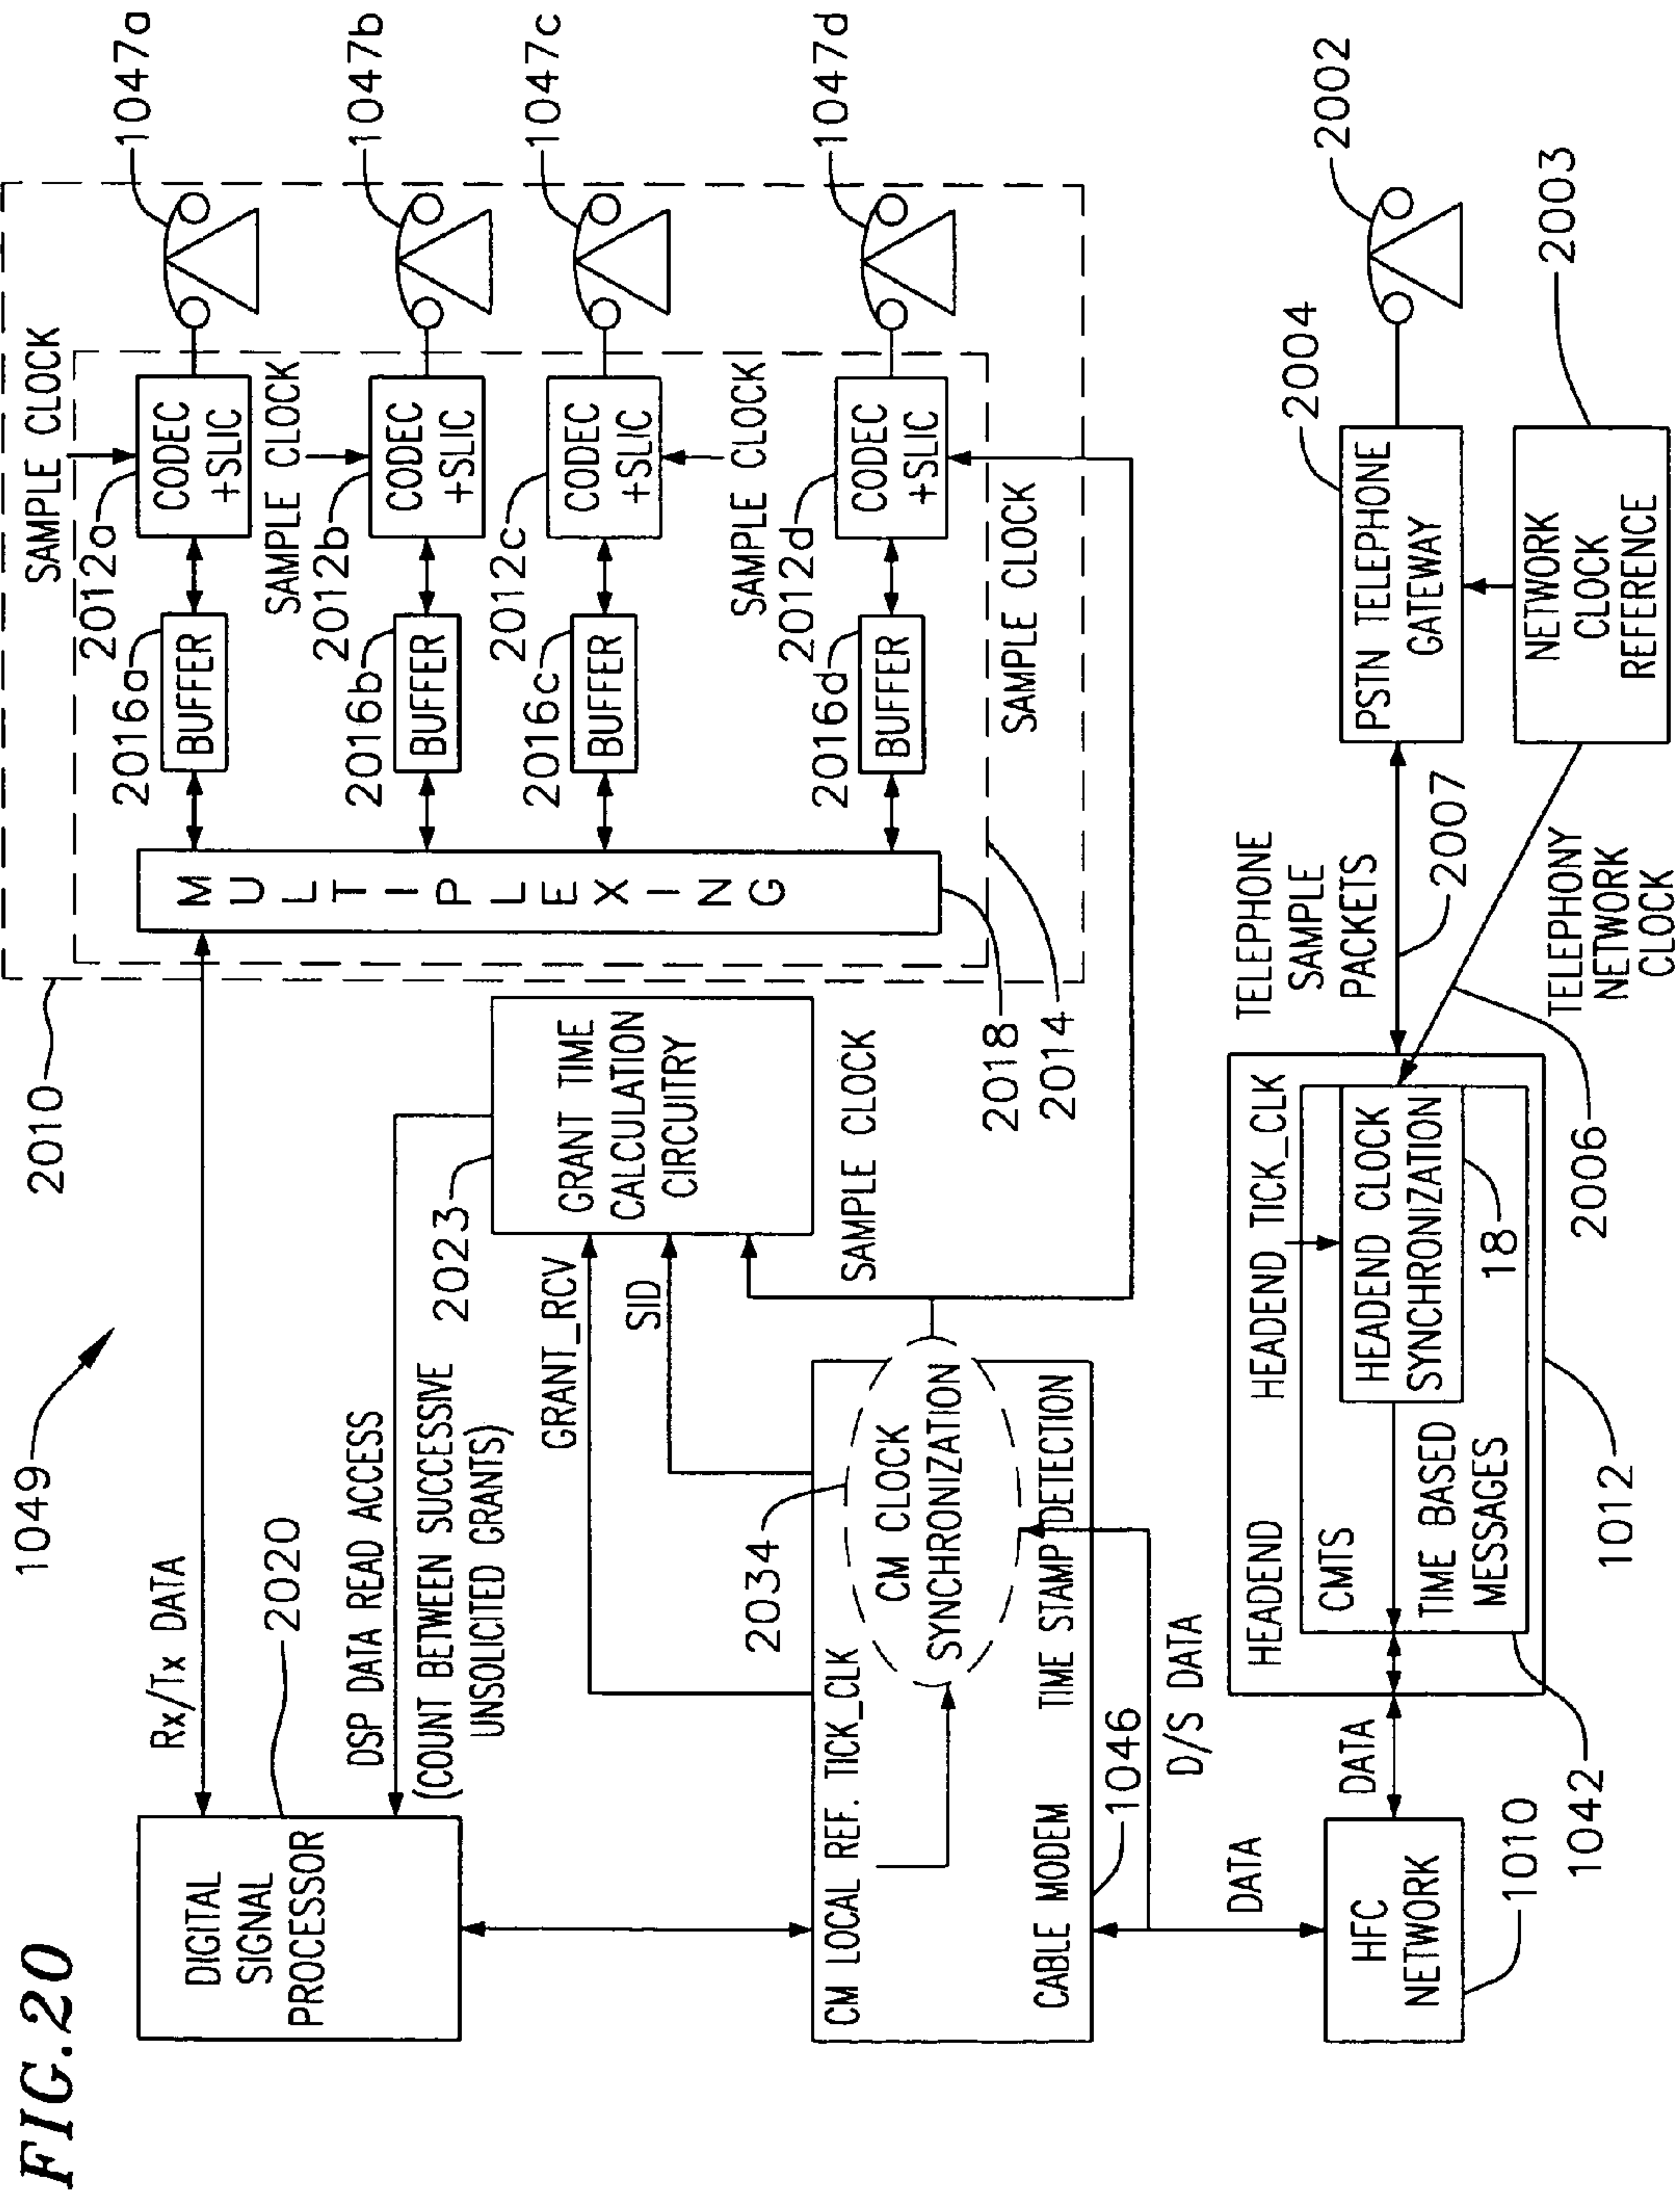 FIG.20
1049
DIGITAL
SIGNAL
PROCESSOR
2020
Rx/Tx DATA
DSP DATA READ ACCESS
(COUNT BETWEEN SUCCESSIVE
UNSOLICITED GRANTS)
2010
SAMPLE CLOCK
MULTIPLEXING
2016a
BUFFER
2012a
CODEC
+SLIC
1047a
SAMPLE CLOCK
2016b
BUFFER
2012b
CODEC
+SLIC
1047b
2016c
BUFFER
2012c
CODEC
+SLIC
1047c
SAMPLE CLOCK
2016d
BUFFER
2012d
CODEC
+SLIC
1047d
SAMPLE CLOCK
2018
2014
2023
GRANT TIME
CALCULATION
CIRCUITRY
GRANT_RCV
SID
SAMPLE CLOCK
CM LOCAL REF. TICK_CLK
2034
CM CLOCK
SYNCHRONIZATION
TIME STAMP DETECTION
CABLE MODEM
1046
D/S DATA
DATA
HFC
NETWORK
1010
DATA
HEADEND
HEADEND TICK_CLK
CMTS
HEADEND CLOCK
SYNCHRONIZATION
18
TIME BASED
MESSAGES
1042
1012
TELEPHONE
SAMPLE
PACKETS
2007
2006
TELEPHONY
NETWORK
CLOCK
PSTN TELEPHONE
GATEWAY
2004
2002
NETWORK
CLOCK
REFERENCE
2003